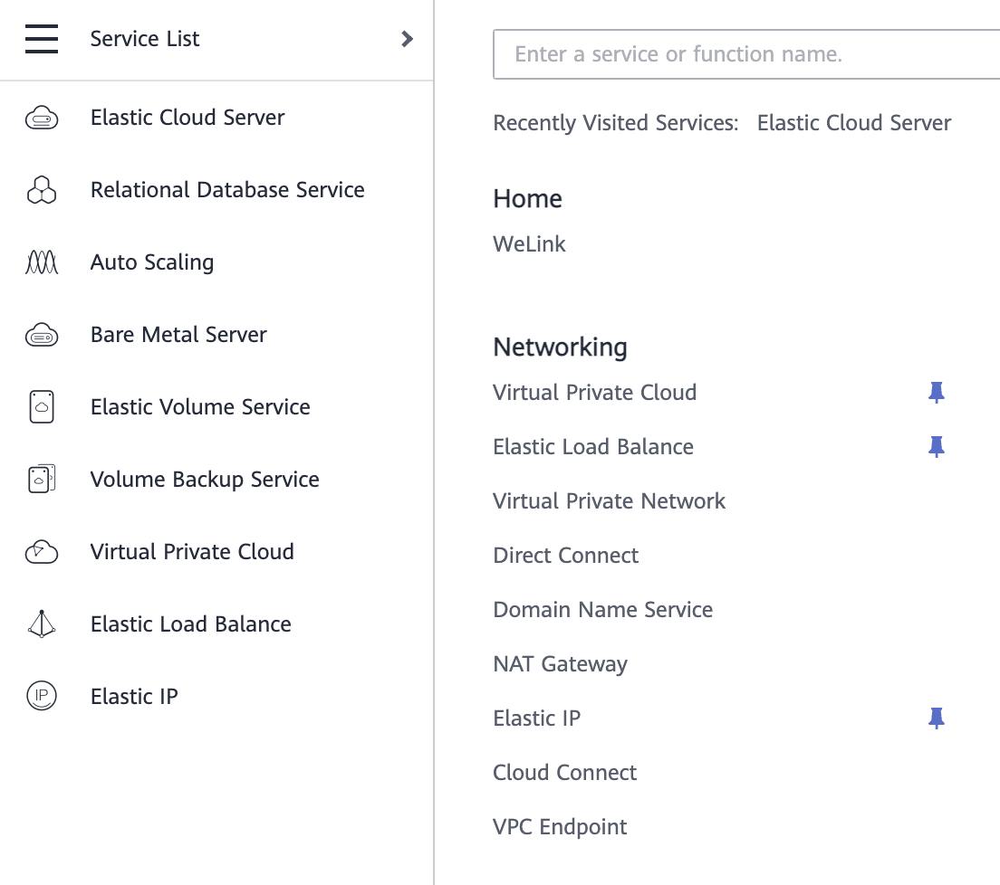 Service List
Elastic Cloud Server
Relational Database Service
Auto Scaling
Bare Metal Server
Elastic Volume Service
Volume Backup Service
Virtual Private Cloud
Elastic Load Balance
IP Elastic IP
Enter a service or function name.
Recently Visited Services: Elastic Cloud Server
Home
WeLink
Networking
Virtual Private Cloud
Elastic Load Balance
Virtual Private Network
Direct Connect
Domain Name Service
NAT Gateway
Elastic IP
Cloud Connect
VPC Endpoint